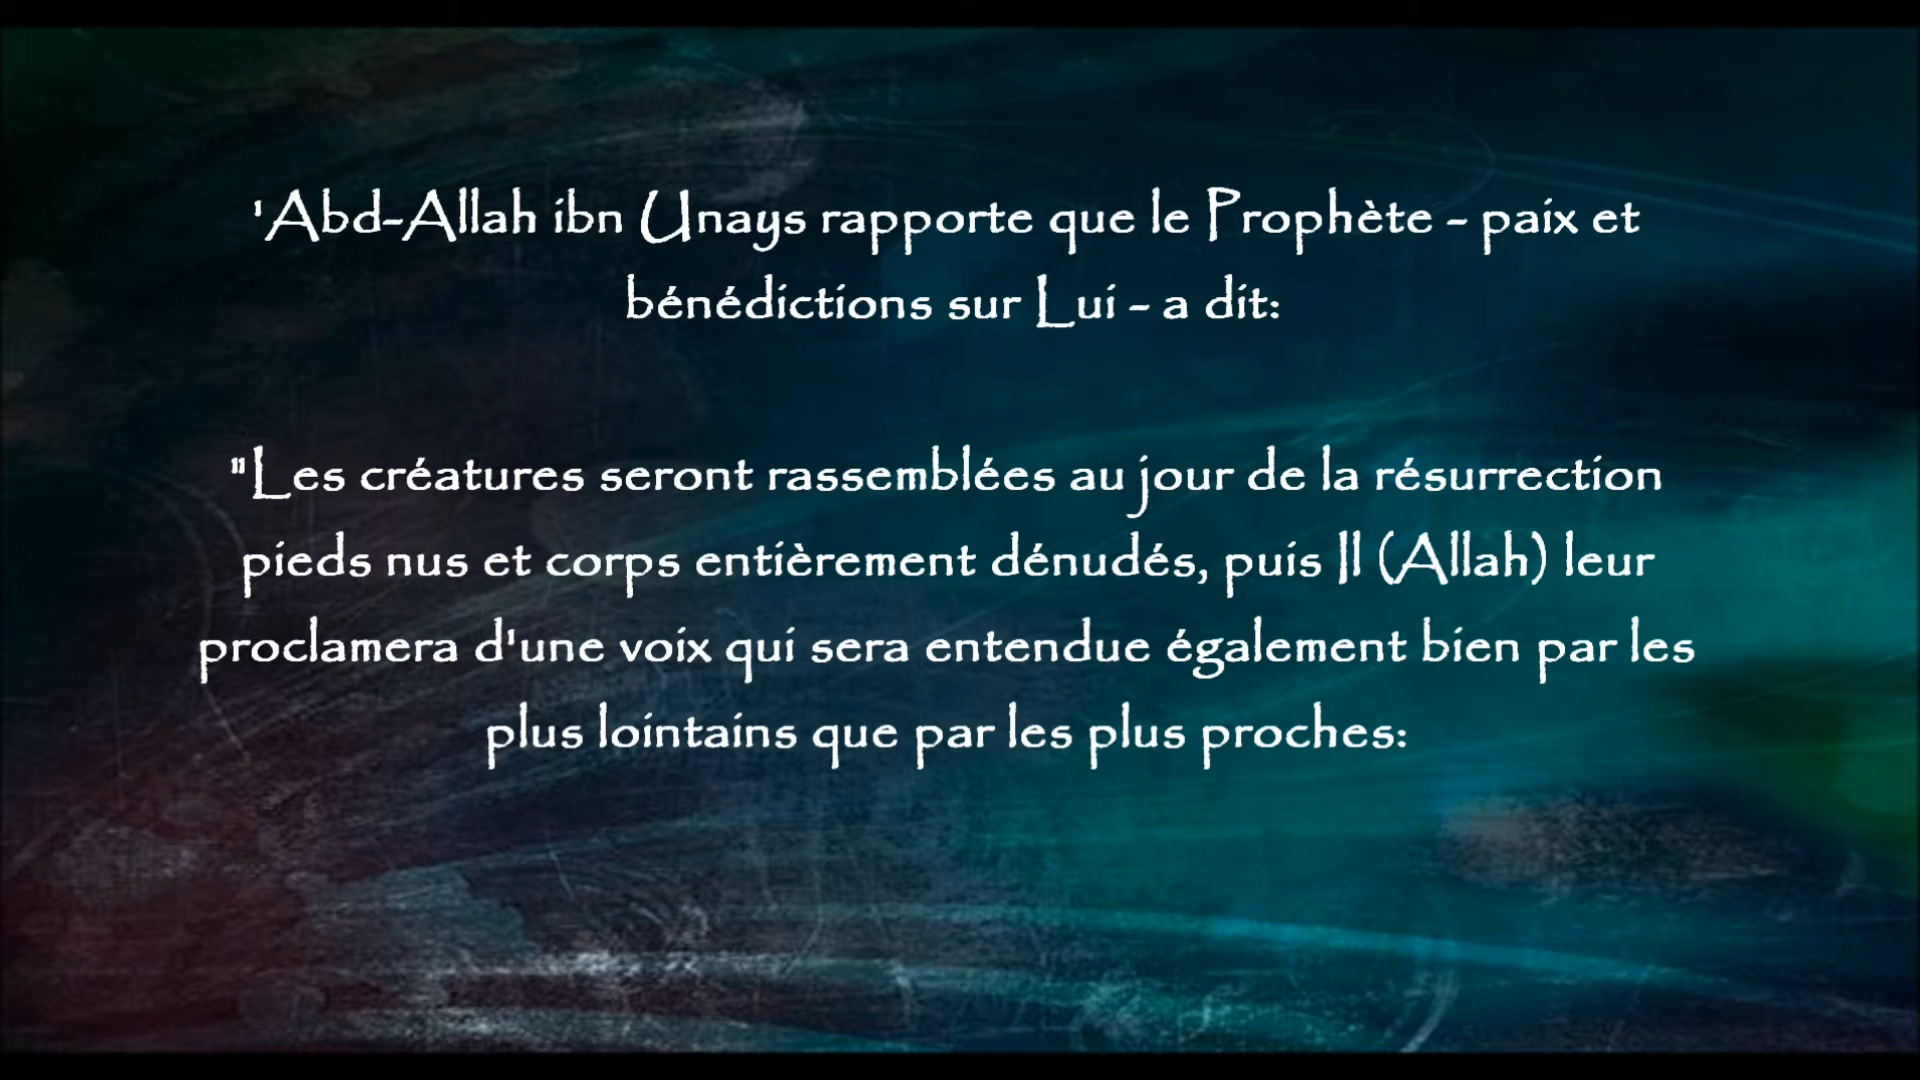 'Abd-Allah ibn Unays rapporte que le Prophète - paix et
bénédictions sur Lui - a dit:
"Les créatures seront rassemblées au jour de la résurrection
pieds nus et corps entièrement dénudés, puis Il (Allah) leur
proclamera d'une voix qui sera entendue également bien par les
plus lointains que par les plus proches: